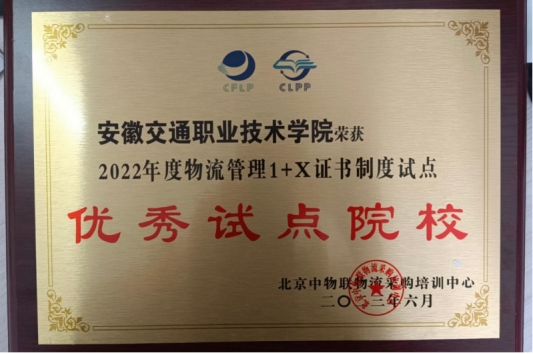 CFLP CLPP
安徽交通职业技术学院荣获
2022年度物流管理1+X证书制度试点
优秀试点院校
北京中物联物流采购培训中心
二〇二三年六月